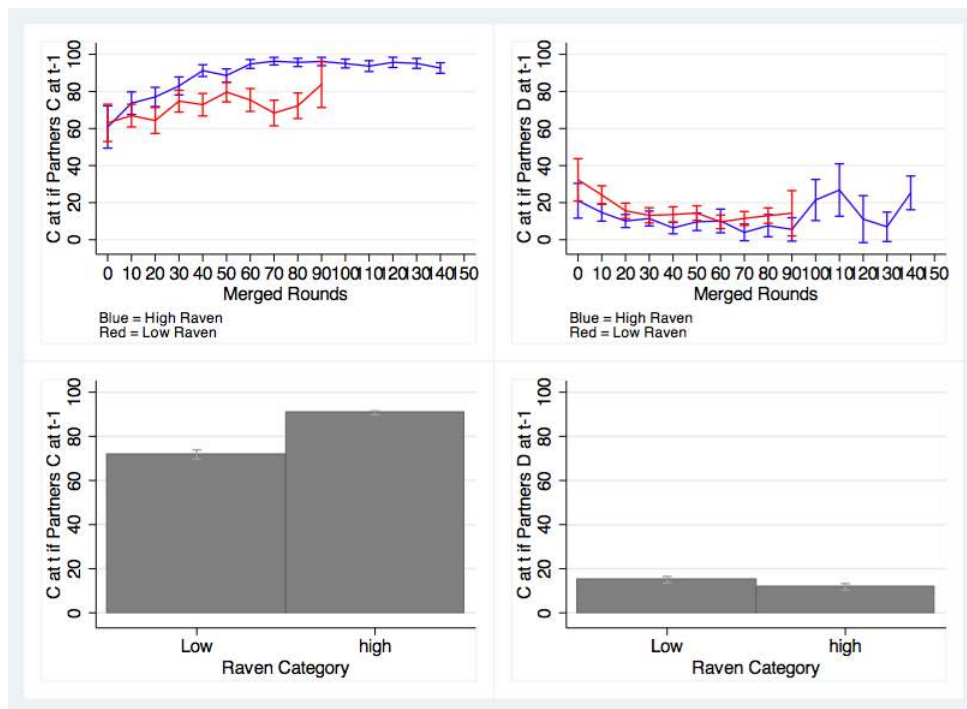 C at t if Partners C at t-1
0 20 40 60 80 100
0 10 20 30 40 50 60 70 80 90 100 110 120 130 140 150
Merged Rounds
Blue = High Raven
Red = Low Raven
C at t if Partners D at t-1
0 20 40 60 80 100
0 10 20 30 40 50 60 70 80 90 100 110 120 130 140 150
Merged Rounds
Blue = High Raven
Red = Low Raven
C at t if Partners C at t-1
0 20 40 60 80 100
Low high
Raven Category
C at t if Partners D at t-1
0 20 40 60 80 100
Low high
Raven Category